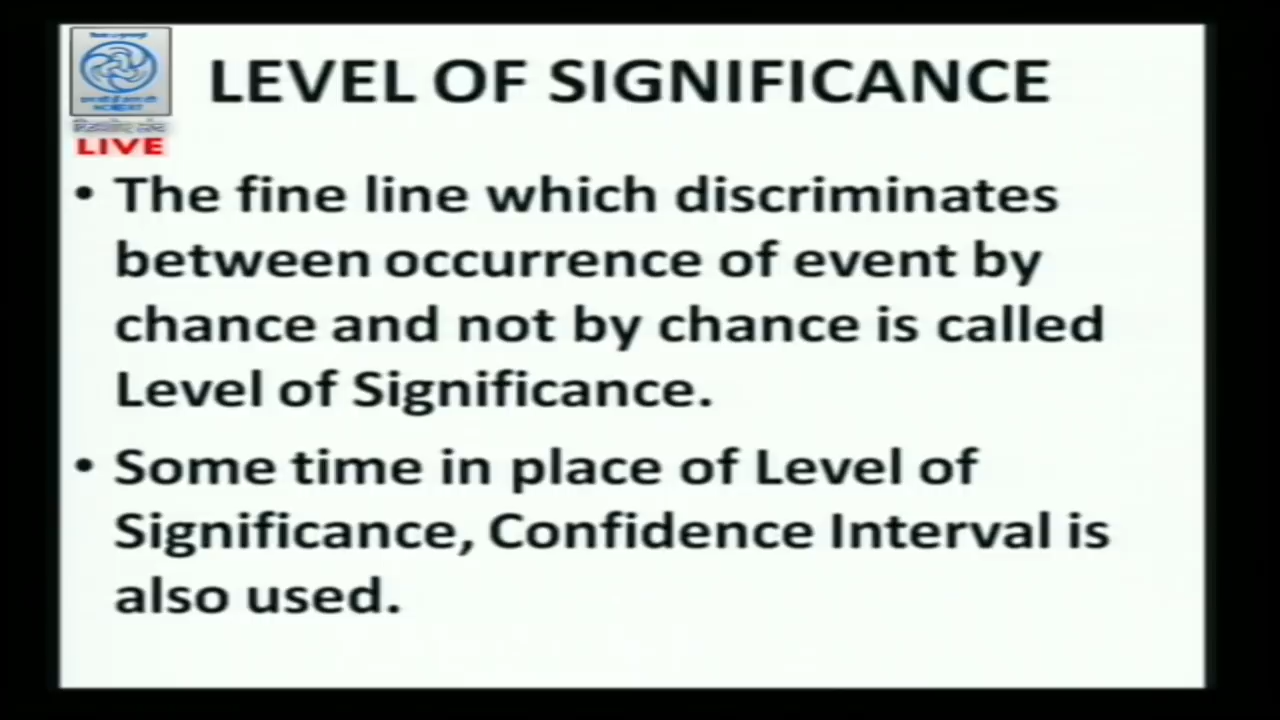 LEVEL OF SIGNIFICANCE
NCERT
LIVE
• The fine line which discriminates
between occurrence of event by
chance and not by chance is called
Level of Significance.
• Some time in place of Level of
Significance, Confidence Interval is
also used.